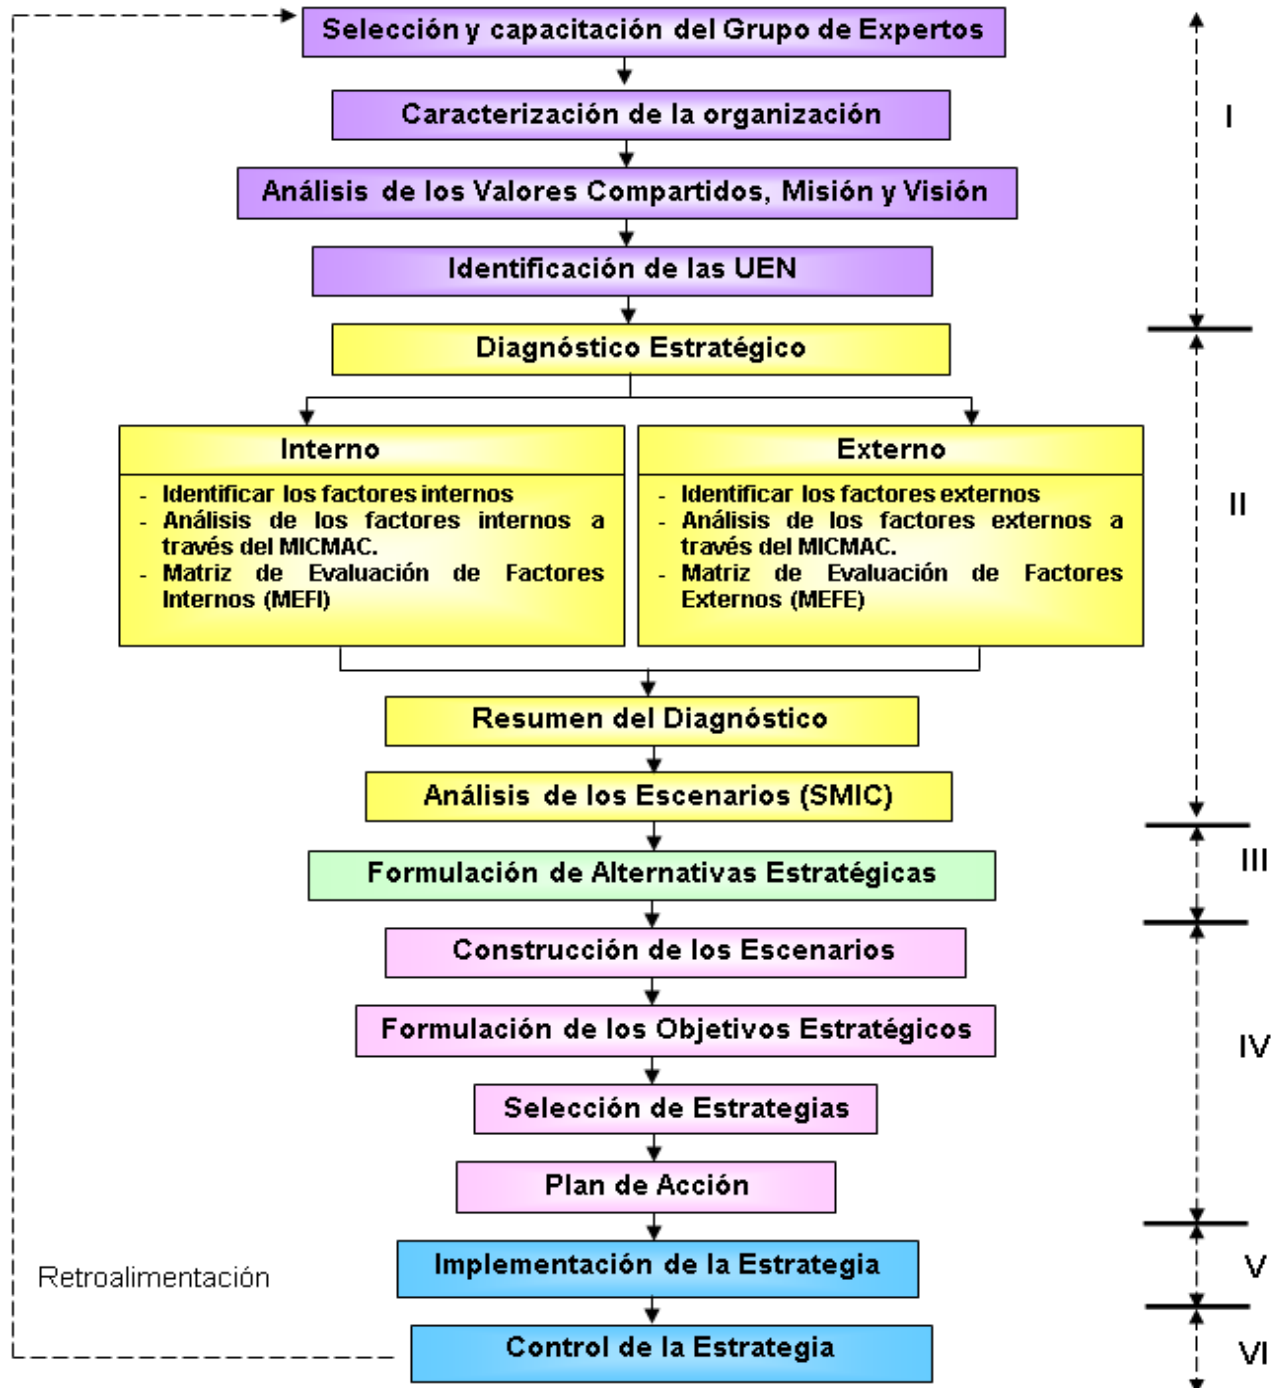 Selección y capacitación del Grupo de Expertos
Caracterización de la organización
I
Análisis de los Valores Compartidos, Misión y Visión
Identificación de las UEN
Diagnóstico Estratégico
Interno
- Identificar los factores internos
- Análisis de los factores internos a
través del MICMAC.
- Matriz de Evaluación de Factores
Internos (MEFI)
Externo
- Identificar los factores externos
- Análisis de los factores externos a
través del MICMAC.
- Matriz de Evaluación de Factores
Externos (MEFE)
II
Resumen del Diagnóstico
Análisis de los Escenarios (SMIC)
Formulación de Alternativas Estratégicas
III
Construcción de los Escenarios
Formulación de los Objetivos Estratégicos
IV
Selección de Estrategias
Plan de Acción
Implementación de la Estrategia
V
Retroalimentación
Control de la Estrategia
VI